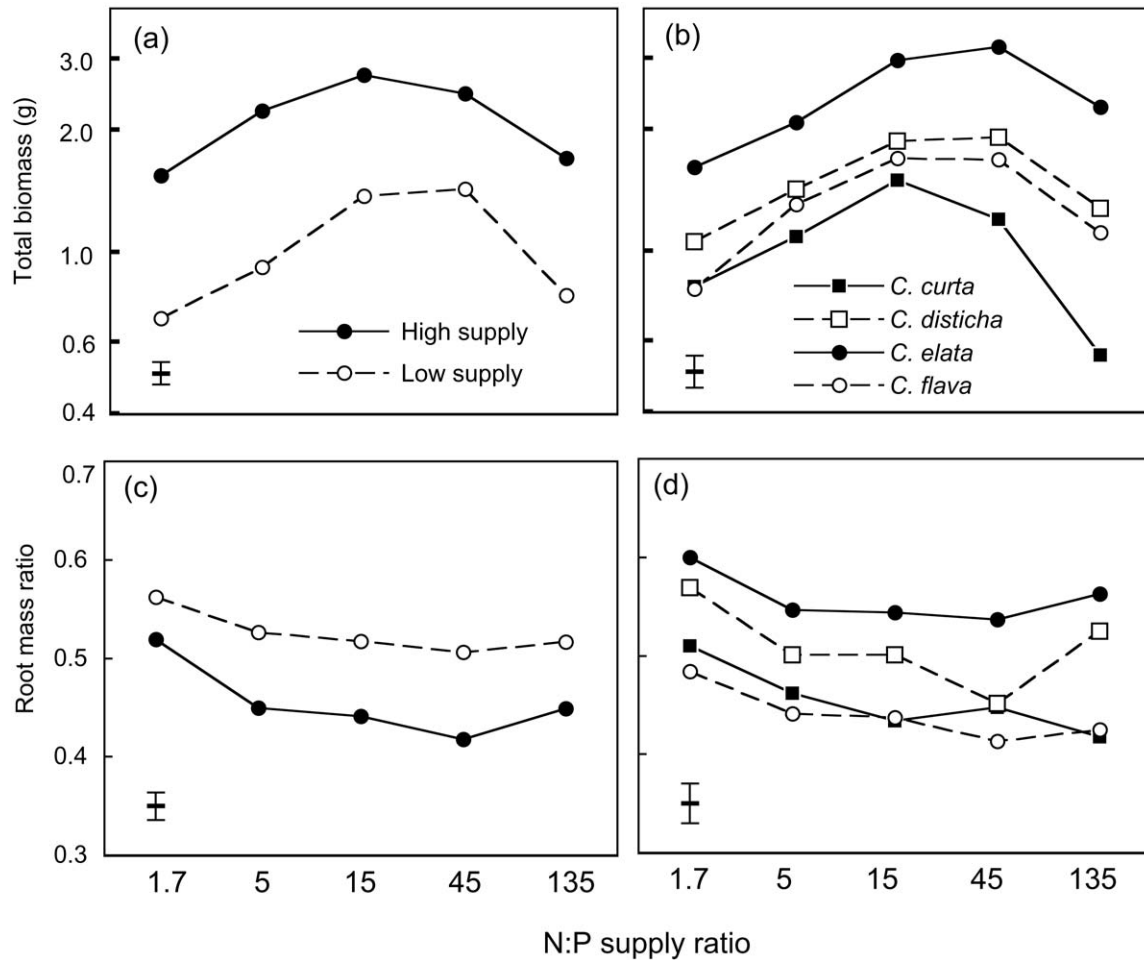 (a)
(b)
Total biomass (g)
3.0
2.0
1.0
0.6
0.4
High supply
Low supply
C. curta
C. disticha
C. elata
C. flava
(c)
(d)
Root mass ratio
0.7
0.6
0.5
0.4
0.3
1.7 5 15 45 135
1.7 5 15 45 135
N:P supply ratio